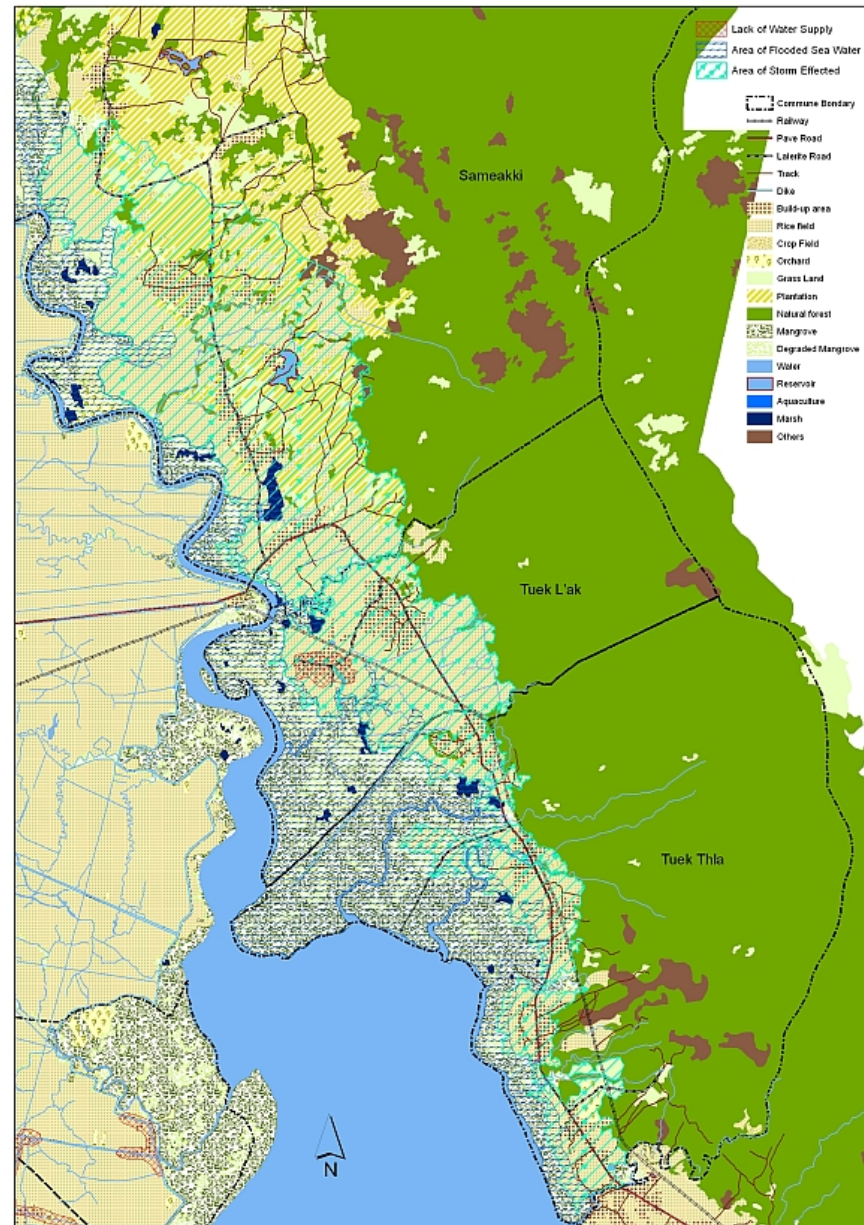 Lack of Water Supply
Area of Flooded Sea Water
Area of Storm Effected
Commune Bondary
Railway
Pave Road
Lalerite Road
Track
Dike
Build-up area
Rice field
Crop Field
Orchard
Grass Land
Plantation
Natural forest
Mangrove
Degraded Mangrove
Water
Reservoir
Aquaculture
Marsh
Others
Sameakki
Tuek L'ak
Tuek Thla
N